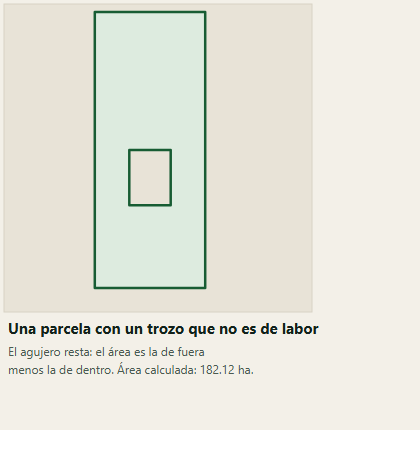 Una parcela con un trozo que no es de labor
El agujero resta: el área es la de fuera
menos la de dentro. Área calculada: 182.12 ha.